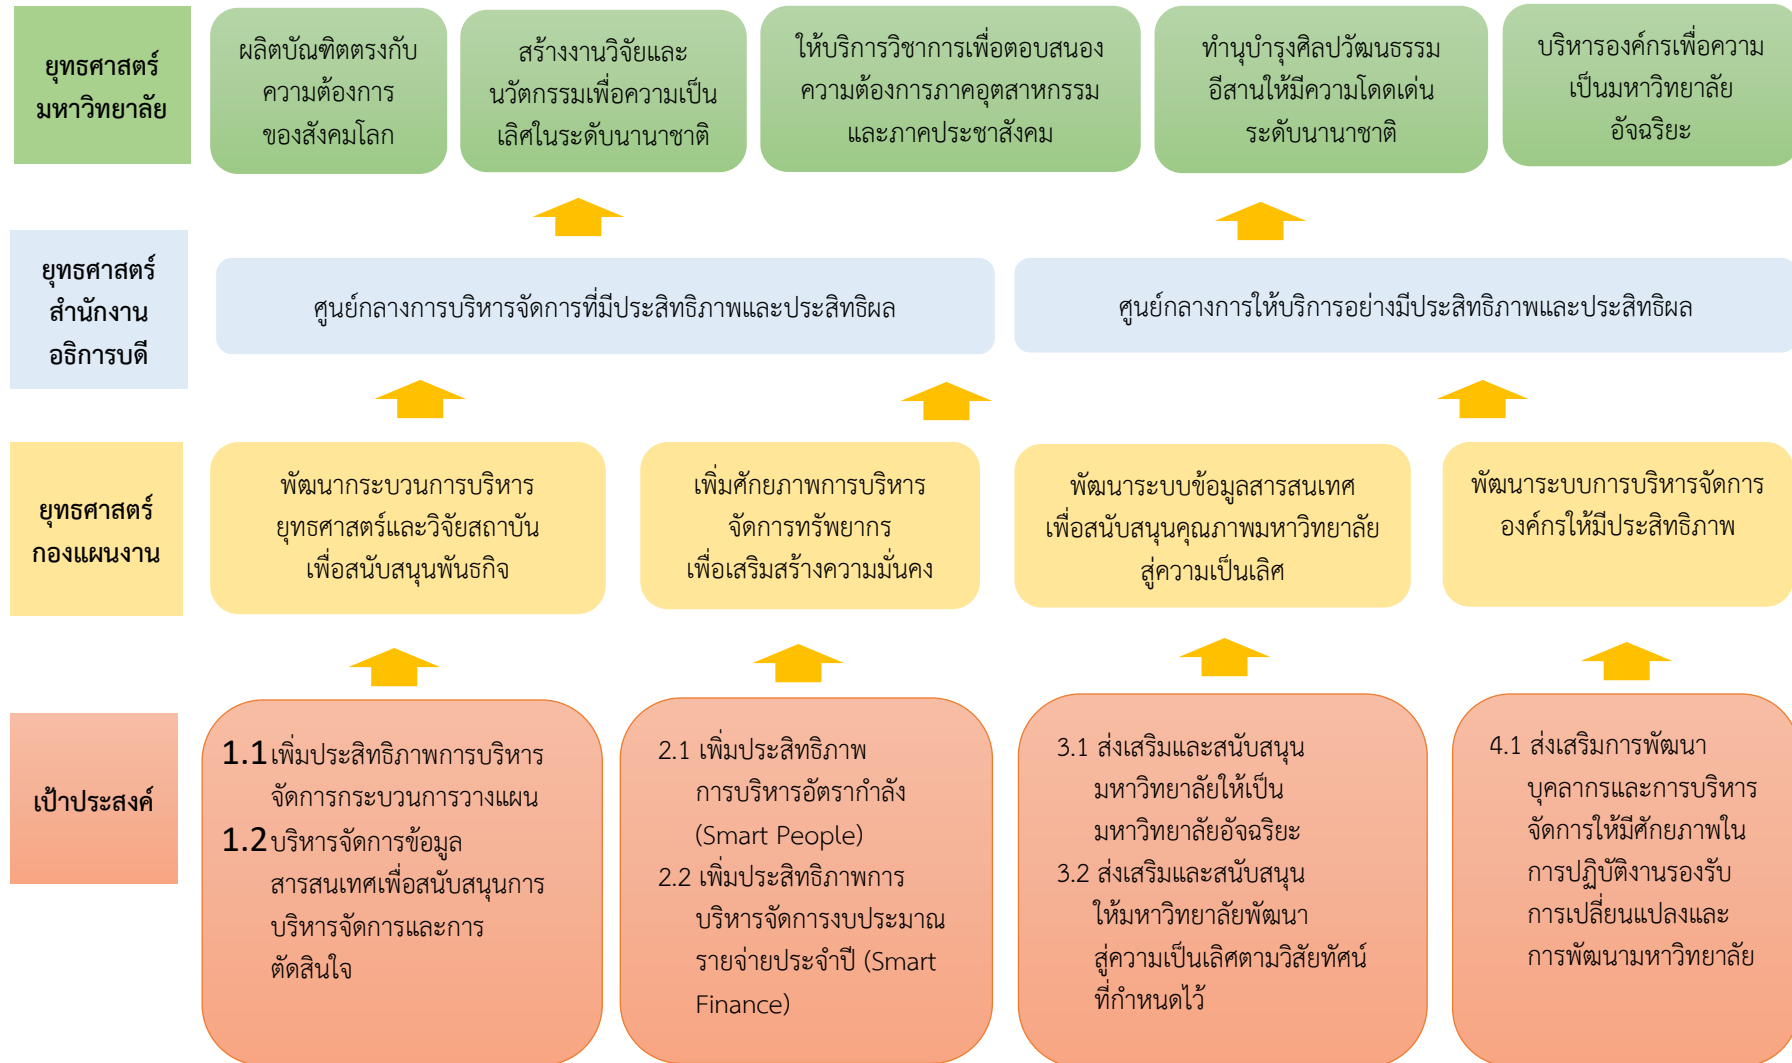 ยุทธศาสตร์
มหาวิทยาลัย
ผลิตบัณฑิตตรงกับ
ความต้องการ
ของสังคมโลก
สร้างงานวิจัยและ
นวัตกรรมเพื่อความเป็น
เลิศในระดับนานาชาติ
ให้บริการวิชาการเพื่อตอบสนอง
ความต้องการภาคอุตสาหกรรม
และภาคประชาสังคม
ทำนุบำรุงศิลปวัฒนธรรม
อีสานให้มีความโดดเด่น
ระดับนานาชาติ
บริหารองค์กรเพื่อความ
เป็นมหาวิทยาลัย
อัจฉริยะ
ยุทธศาสตร์
สำนักงาน
อธิการบดี
ศูนย์กลางการบริหารจัดการที่มีประสิทธิภาพและประสิทธิผล
ศูนย์กลางการให้บริการอย่างมีประสิทธิภาพและประสิทธิผล
ยุทธศาสตร์
กองแผนงาน
พัฒนากระบวนการบริหาร
ยุทธศาสตร์และวิจัยสถาบัน
เพื่อสนับสนุนพันธกิจ
เพิ่มศักยภาพการบริหาร
จัดการทรัพยากร
เพื่อเสริมสร้างความมั่นคง
พัฒนาระบบข้อมูลสารสนเทศ
เพื่อสนับสนุนคุณภาพมหาวิทยาลัย
สู่ความเป็นเลิศ
พัฒนาระบบการบริหารจัดการ
องค์กรให้มีประสิทธิภาพ
เป้าประสงค์
1.1 เพิ่มประสิทธิภาพการบริหาร
จัดการกระบวนการวางแผน
1.2 บริหารจัดการข้อมูล
สารสนเทศเพื่อสนับสนุนการ
บริหารจัดการและการ
ตัดสินใจ
2.1 เพิ่มประสิทธิภาพ
การบริหารอัตรากำลัง
(Smart People)
2.2 เพิ่มประสิทธิภาพการ
บริหารจัดการงบประมาณ
รายจ่ายประจำปี (Smart
Finance)
3.1 ส่งเสริมและสนับสนุน
มหาวิทยาลัยให้เป็น
มหาวิทยาลัยอัจฉริยะ
3.2 ส่งเสริมและสนับสนุน
ให้มหาวิทยาลัยพัฒนา
สู่ความเป็นเลิศตามวิสัยทัศน์
ที่กำหนดไว้
4.1 ส่งเสริมการพัฒนา
บุคลากรและการบริหาร
จัดการให้มีศักยภาพใน
การปฏิบัติงานรองรับ
การเปลี่ยนแปลงและ
การพัฒนามหาวิทยาลัย